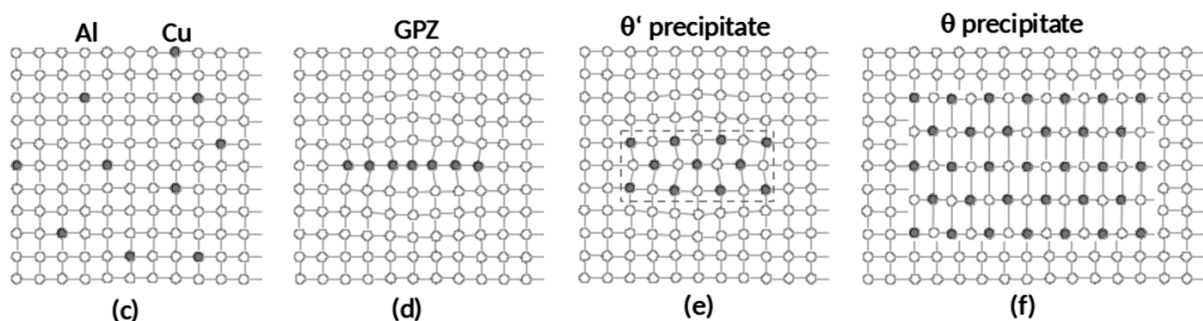 Al Cu
GPZ
θ‘ precipitate
θ precipitate
(c)
(d)
(e)
(f)